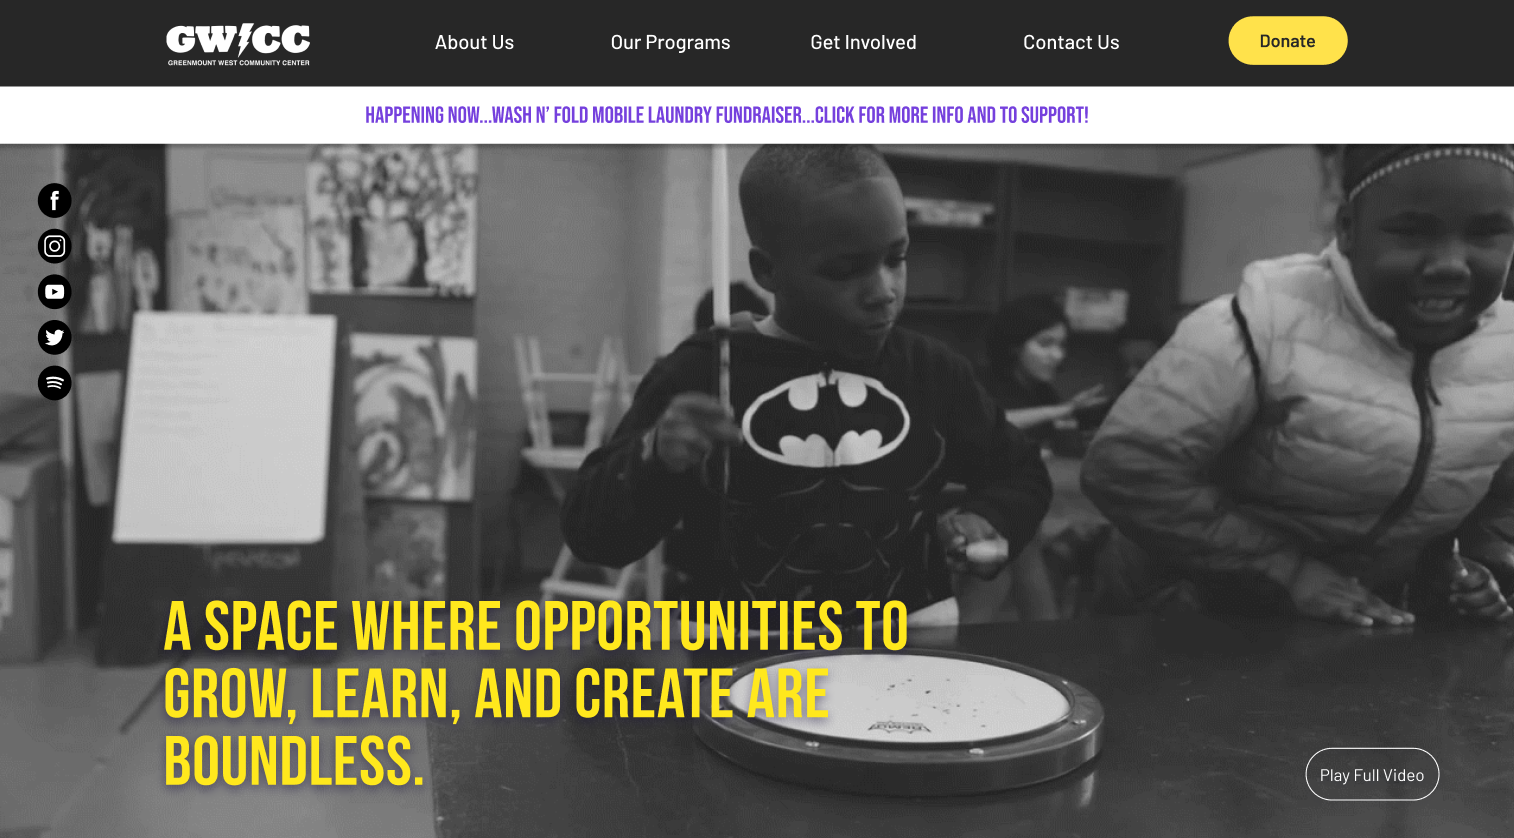 GWCC
GREENMOUNT WEST COMMUNITY CENTER
About Us
Our Programs
Get Involved
Contact Us
Donate
HAPPENING NOW...WASH N’ FOLD MOBILE LAUNDRY FUNDRAISER...CLICK FOR MORE INFO AND TO SUPPORT!
A SPACE WHERE OPPORTUNITIES TO
GROW, LEARN, AND CREATE ARE
BOUNDLESS.
REMO
Play Full Video